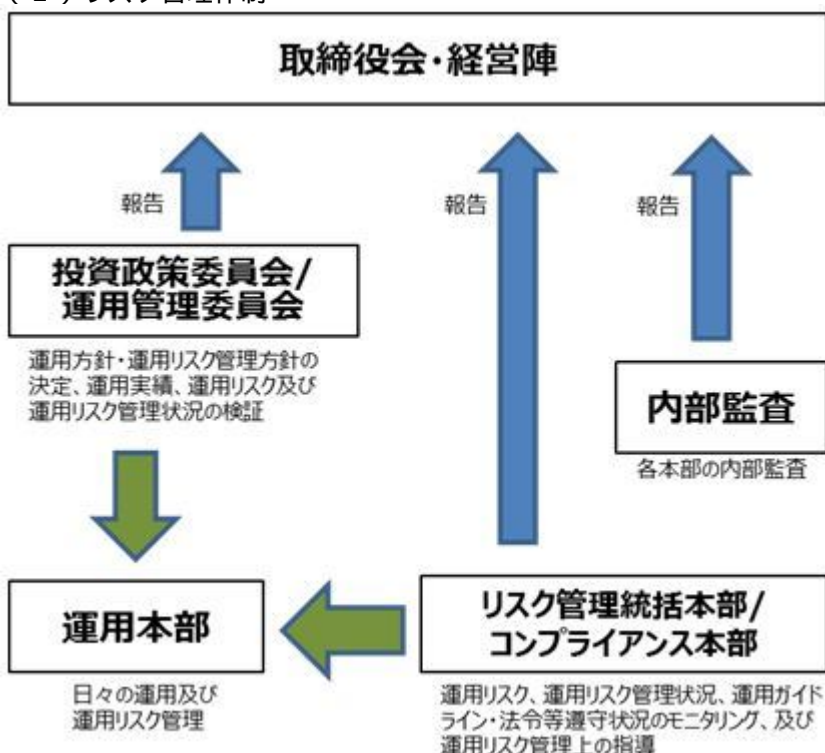 取締役会・経営陣
報告
報告
報告
投資政策委員会/
運用管理委員会
運用方針・運用リスク管理方針の
決定、運用実績、運用リスク及び
運用リスク管理状況の検証
内部監査
各本部の内部監査
運用本部
日々の運用及び
運用リスク管理
リスク管理統括本部/
コンプライアンス本部
運用リスク、運用リスク管理状況、運用ガイド
ライン・法令等遵守状況のモニタリング、及び
運用リスク管理上の指導